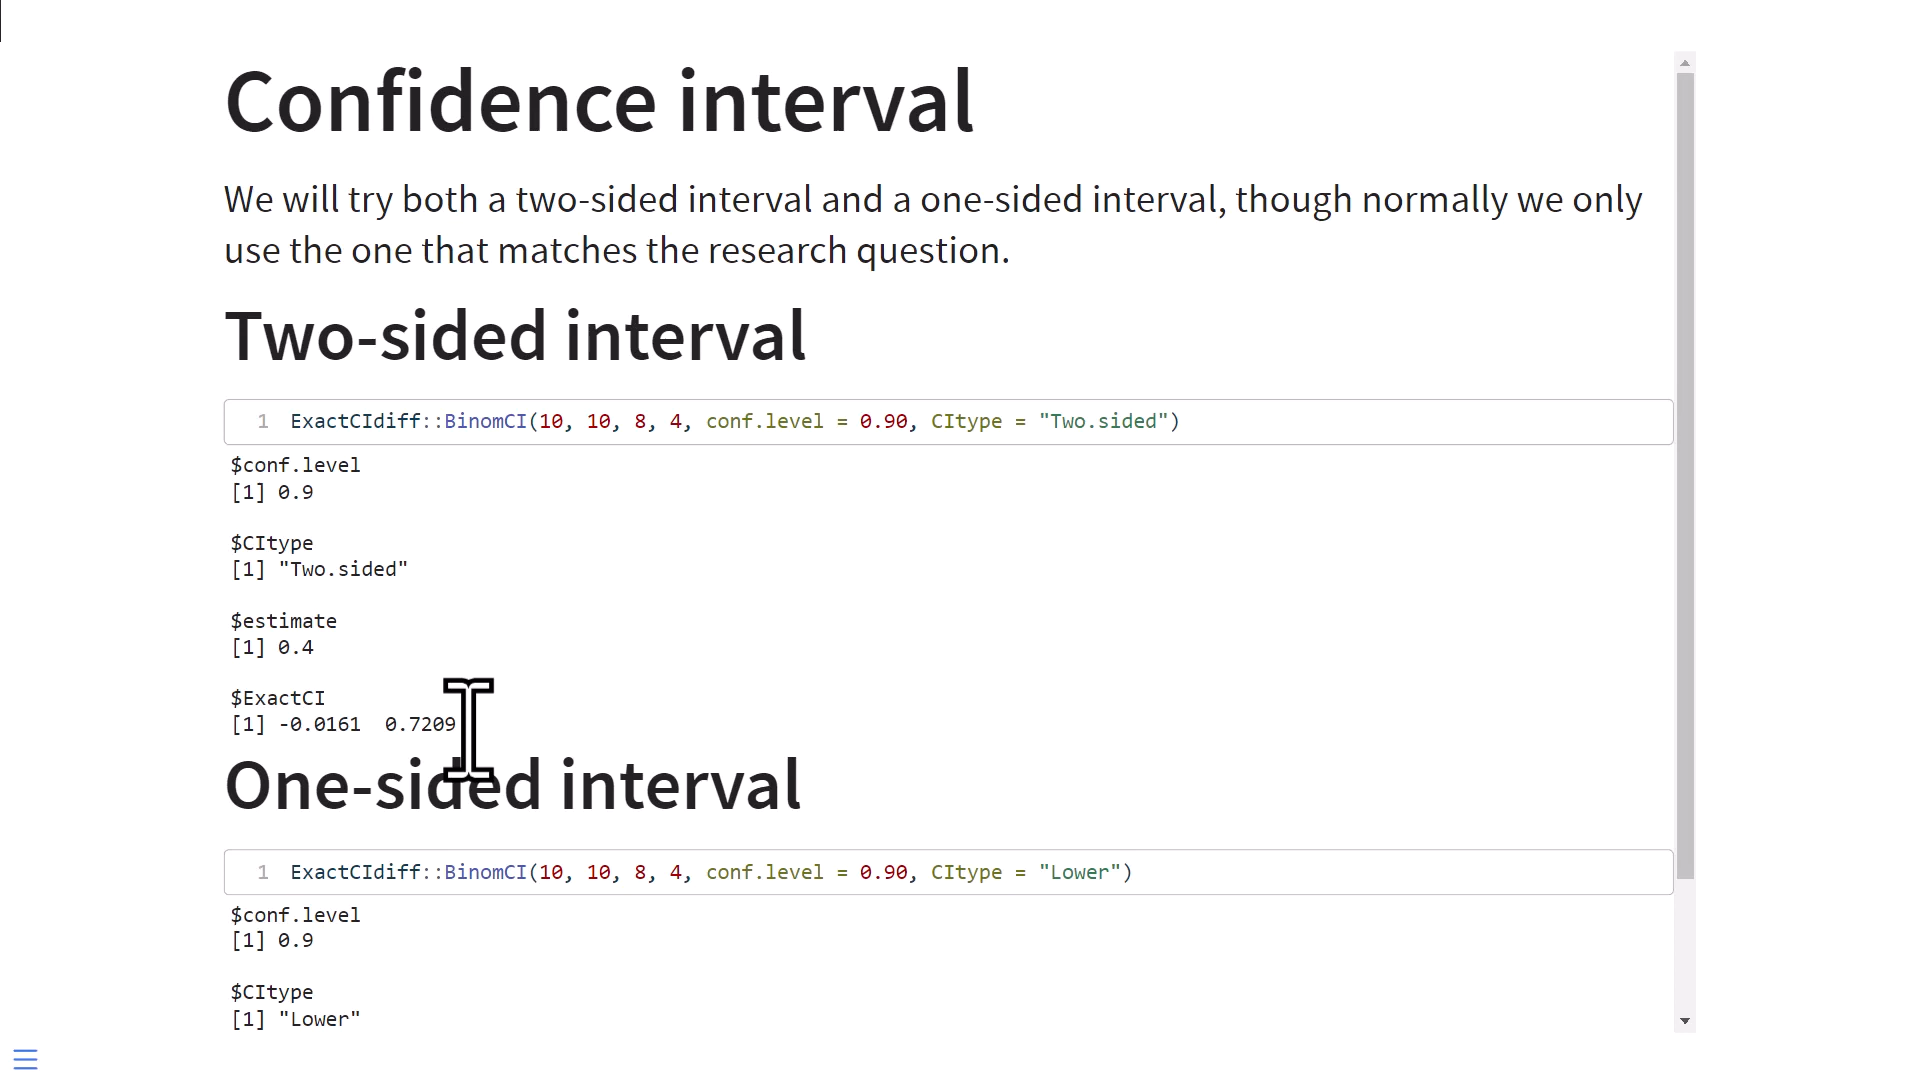 Confidence interval
We will try both a two-sided interval and a one-sided interval, though normally we only
use the one that matches the research question.
Two-sided interval
1 ExactCIdiff::BinomCI(10, 10, 8, 4, conf.level = 0.90, CItype = "Two.sided")
$conf.level
[1] 0.9
$CItype
[1] "Two.sided"
$estimate
[1] 0.4
$ExactCI
[1] -0.0161  0.7209
One-sided interval
1 ExactCIdiff::BinomCI(10, 10, 8, 4, conf.level = 0.90, CItype = "Lower")
$conf.level
[1] 0.9
$CItype
[1] "Lower"